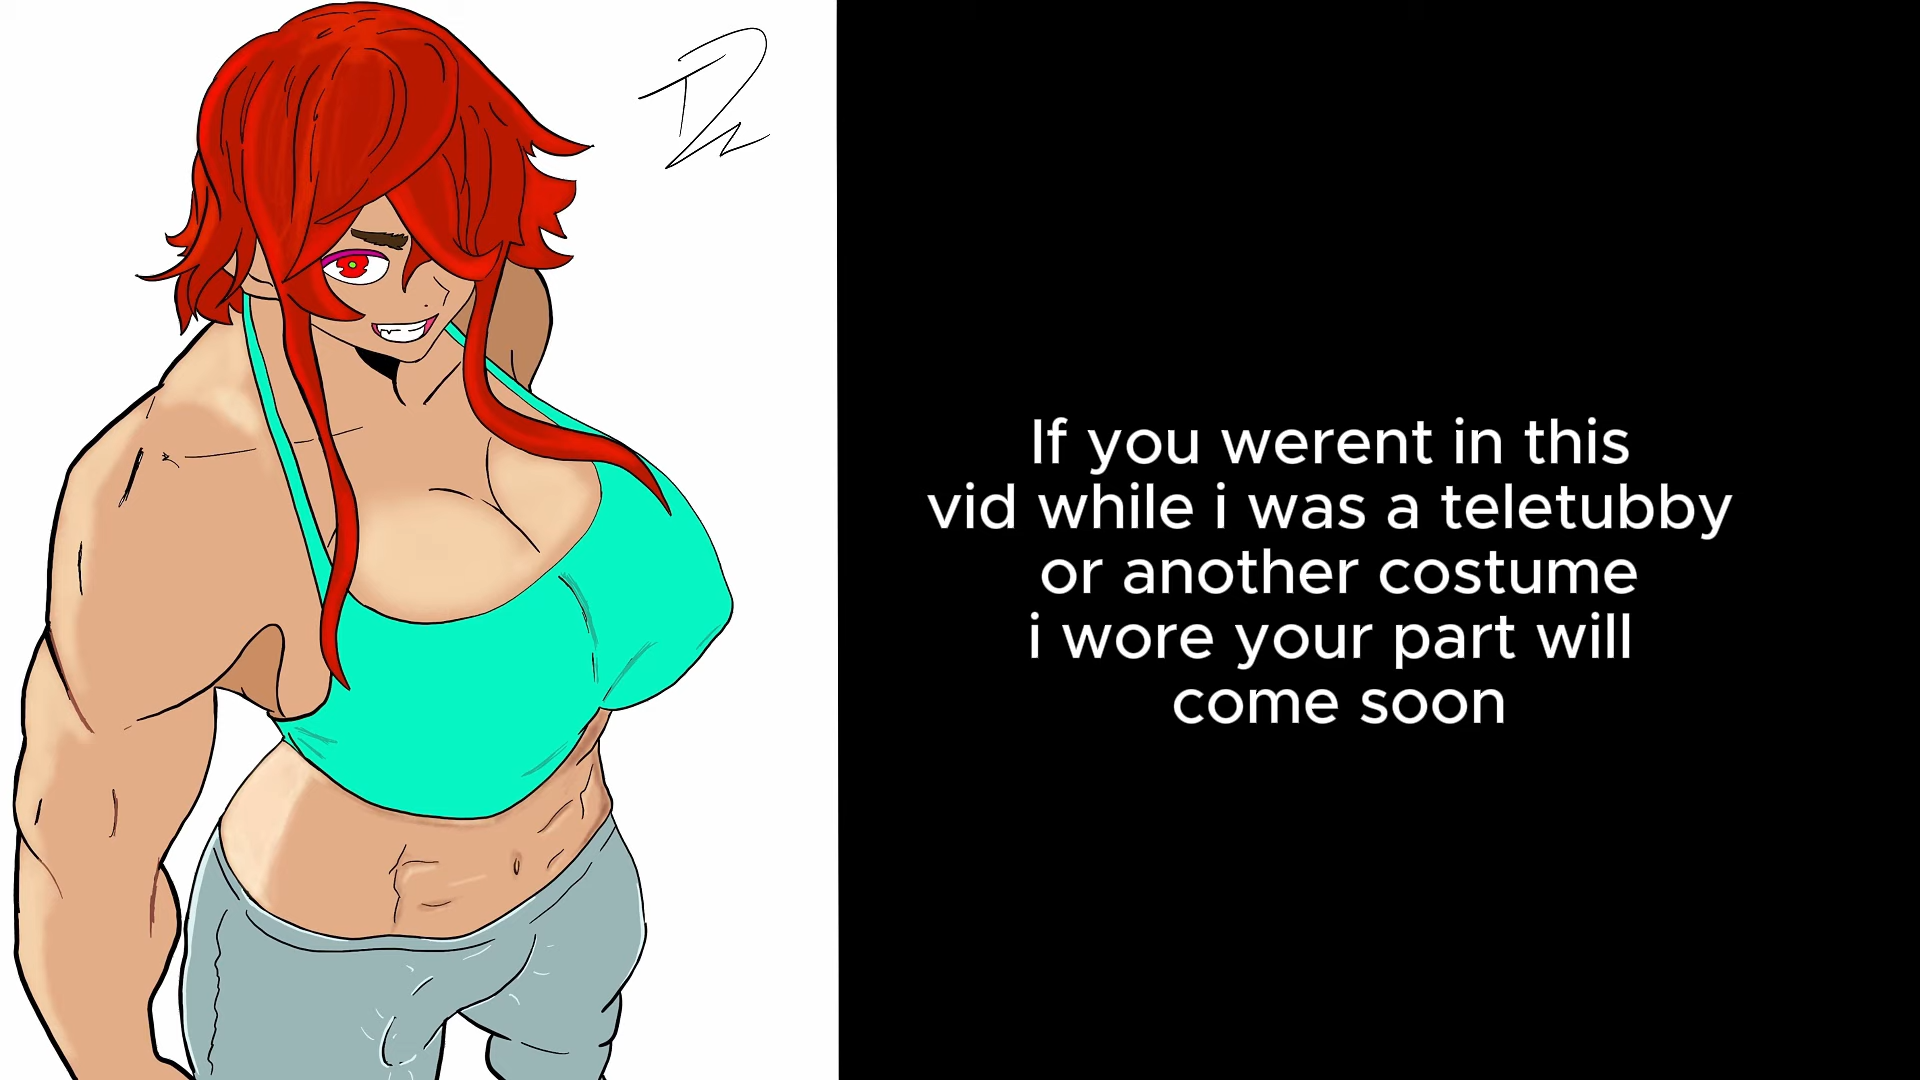 If you werent in this
vid while i was a teletubby
or another costume
i wore your part will
come soon